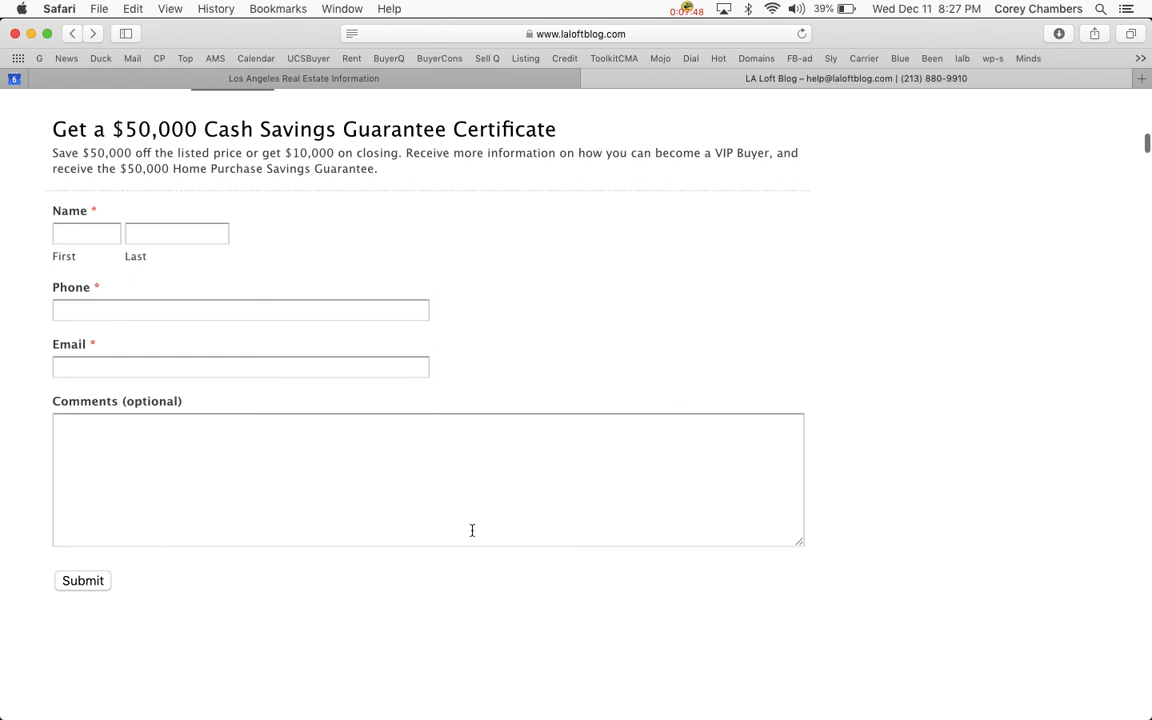 Safari File Edit View History Bookmarks Window Help 0:07:48 39% Wed Dec 11 8:27 PM Corey Chambers
www.laloftblog.com
G News Duck Mail CP Top AMS Calendar UCSBuyer Rent BuyerQ BuyerCons Sell Q Listing Credit ToolkitCMA Mojo Dial Hot Domains FB-ad Sly Carrier Blue Been lalb wp-s Minds >>
6 Los Angeles Real Estate Information LA Loft Blog – help@laloftblog.com | (213) 880-9910 +
Get a $50,000 Cash Savings Guarantee Certificate
Save $50,000 off the listed price or get $10,000 on closing. Receive more information on how you can become a VIP Buyer, and
receive the $50,000 Home Purchase Savings Guarantee.
Name *
First Last
Phone *
Email *
Comments (optional)
Submit